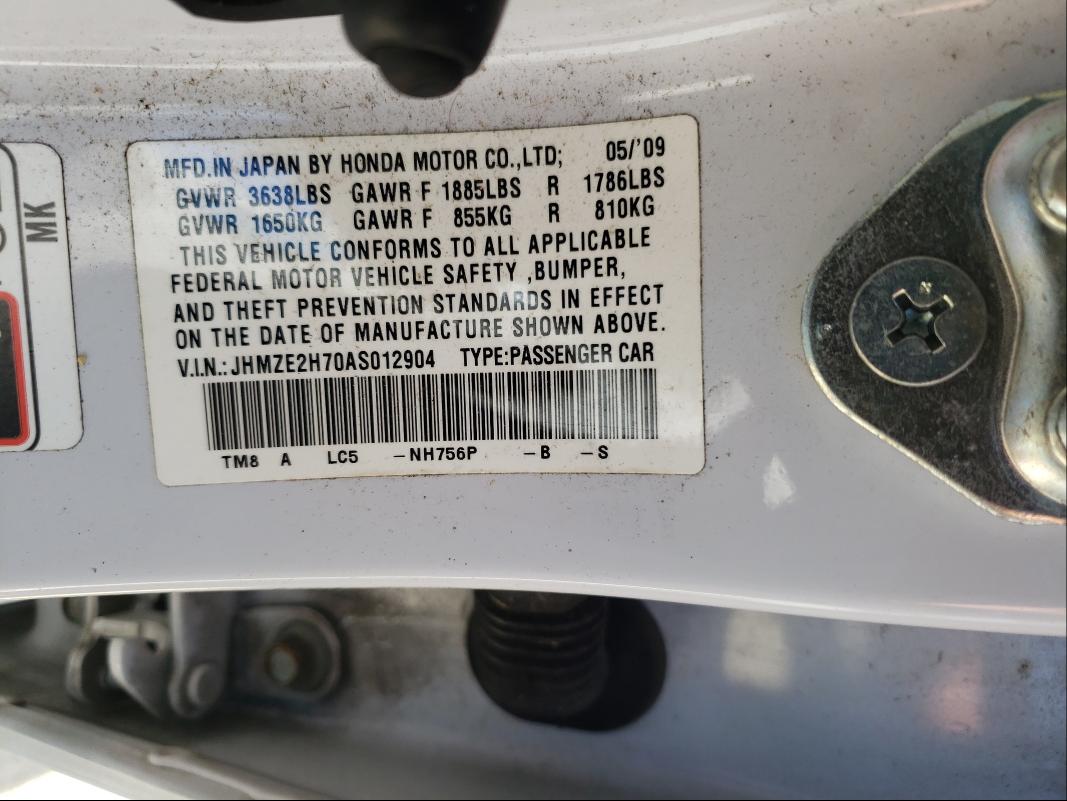 MFD.IN JAPAN BY HONDA MOTOR CO.,LTD; 05/'09
GVWR 3638LBS GAWR F 1885LBS R 1786LBS
GVWR 1650KG GAWR F 855KG R 810KG
THIS VEHICLE CONFORMS TO ALL APPLICABLE
FEDERAL MOTOR VEHICLE SAFETY ,BUMPER,
AND THEFT PREVENTION STANDARDS IN EFFECT
ON THE DATE OF MANUFACTURE SHOWN ABOVE.
V.I.N.: JHMZE2H70AS012904 TYPE:PASSENGER CAR
TM8 A LC5 -NH756P -B -S
MK